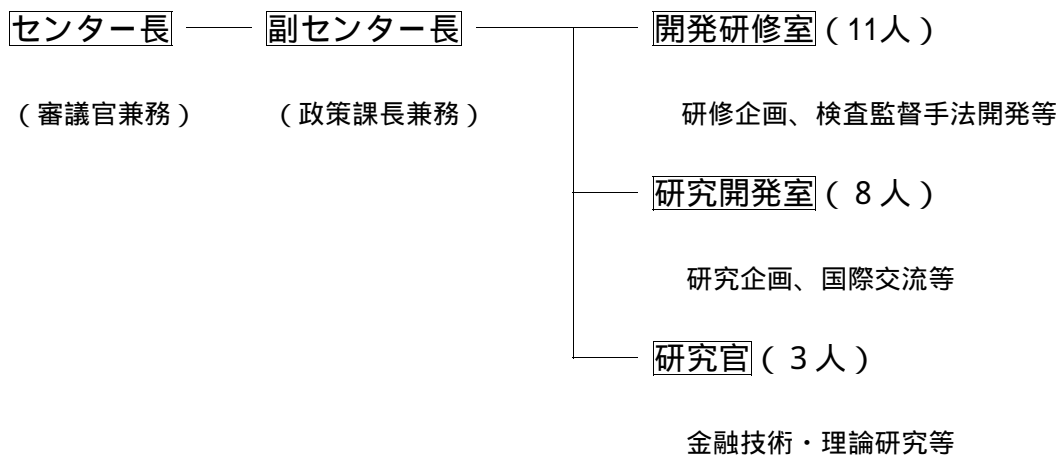 センター長 副センター長 開発研修室（11人）
（審議官兼務） （政策課長兼務） 研修企画、検査監督手法開発等
研究開発室（８人）
研究企画、国際交流等
研究官（３人）
金融技術・理論研究等